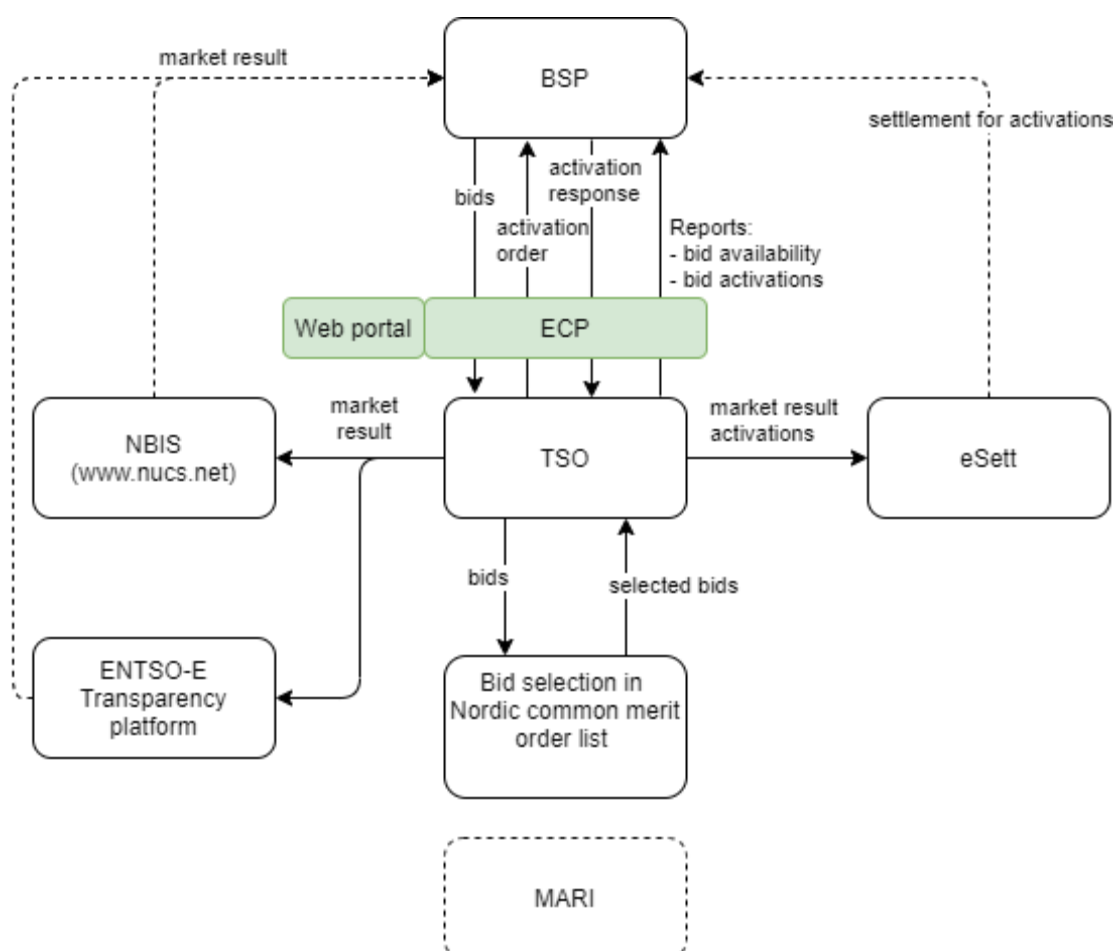 market result
BSP
settlement for activations
bids
activation
order
activation
response
Reports:
- bid availability
- bid activations
Web portal
ECP
NBIS
(www.nucs.net)
market
result
TSO
market result
activations
eSett
bids
selected bids
ENTSO-E
Transparency
platform
Bid selection in
Nordic common merit
order list
MARI